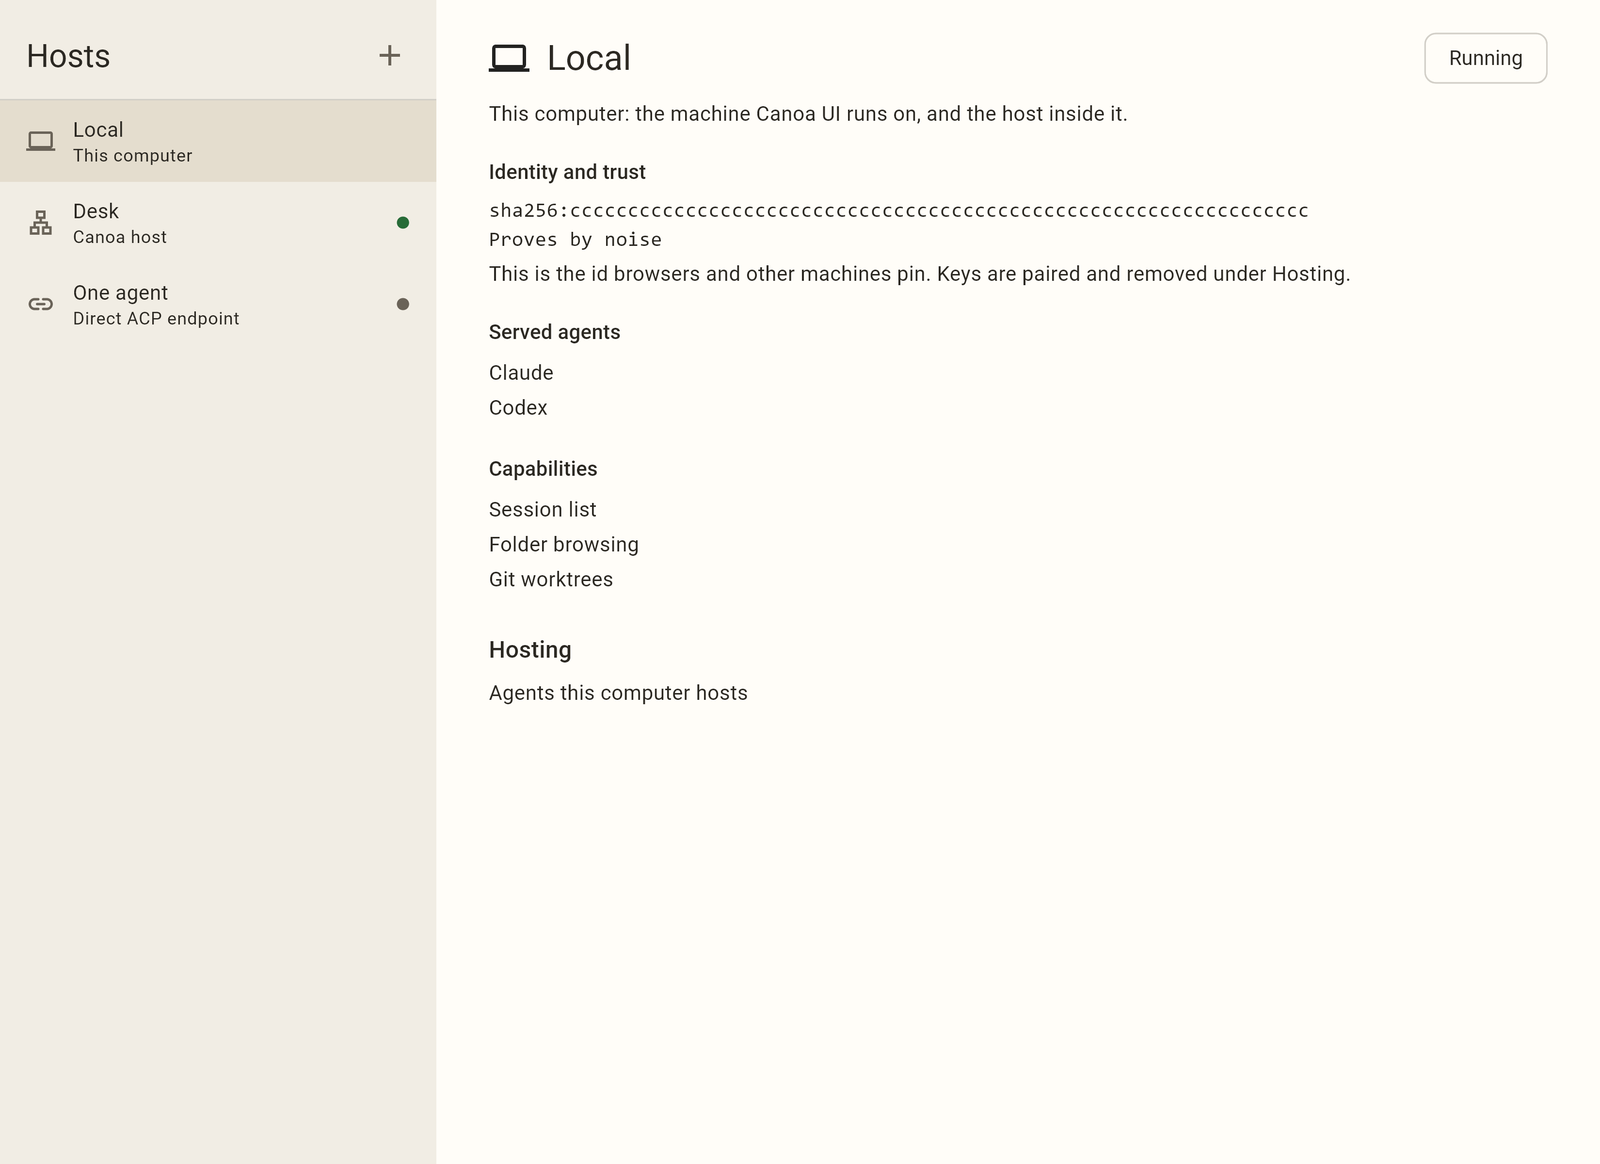 Hosts
Local
This computer
Desk
Canoa host
One agent
Direct ACP endpoint
Local
Running
This computer: the machine Canoa UI runs on, and the host inside it.
Identity and trust
sha256:cccccccccccccccccccccccccccccccccccccccccccccccccccccccccccccccc
Proves by noise
This is the id browsers and other machines pin. Keys are paired and removed under Hosting.
Served agents
Claude
Codex
Capabilities
Session list
Folder browsing
Git worktrees
Hosting
Agents this computer hosts